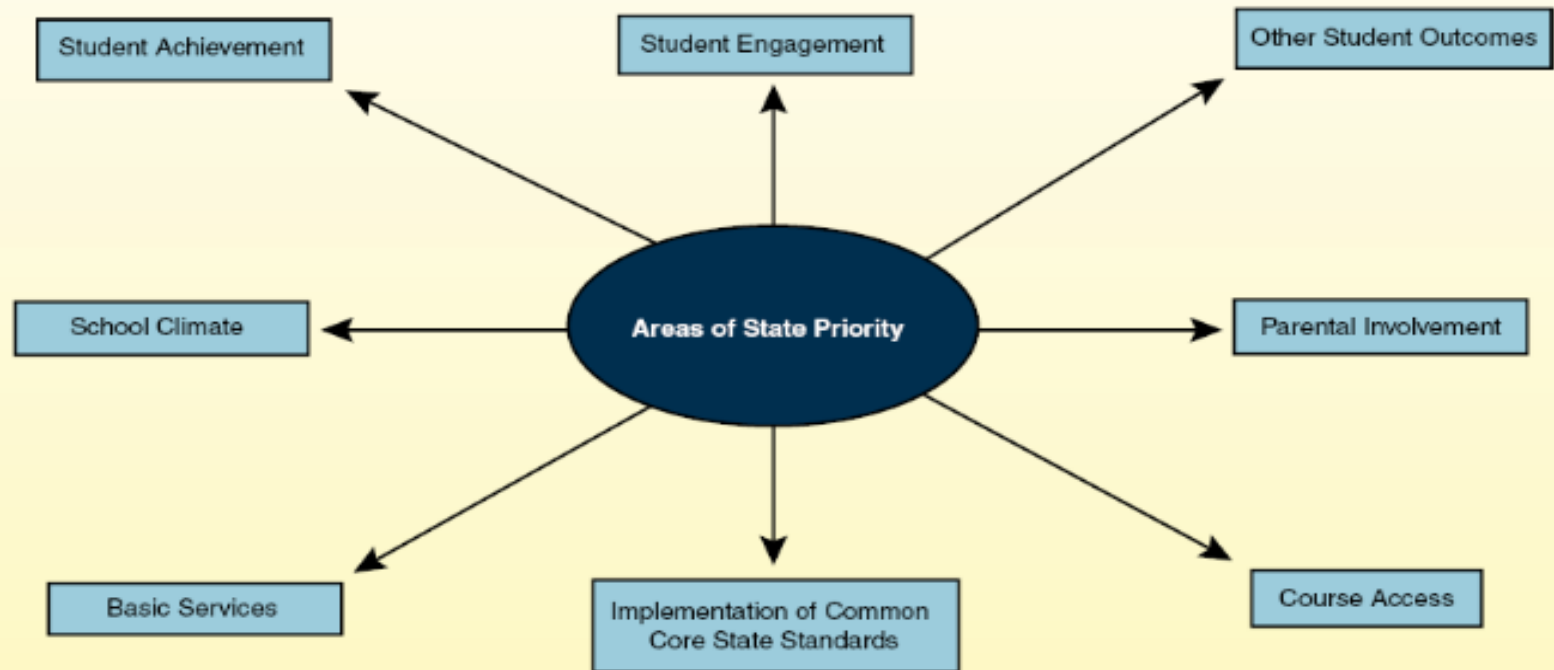 Student Achievement
Student Engagement
Other Student Outcomes
School Climate
Areas of State Priority
Parental Involvement
Basic Services
Implementation of Common
Core State Standards
Course Access